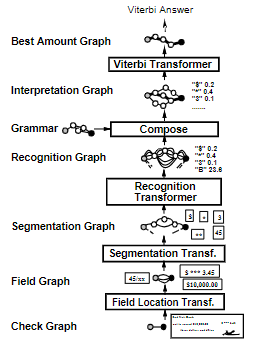 Viterbi Answer
Best Amount Graph
Viterbi Transformer
Interpretation Graph
"$" 0.2
"*" 0.4
"3" 0.1
.......
Grammar
Compose
Recognition Graph
"$" 0.2
"*" 0.4
"3" 0.1
"B" 23.6
Recognition
Transformer
Segmentation Graph
$ * 3
** 45
Segmentation Transf.
Field Graph
45/xx
$ *** 3.45
$10,000.00
Field Location Transf.
Check Graph